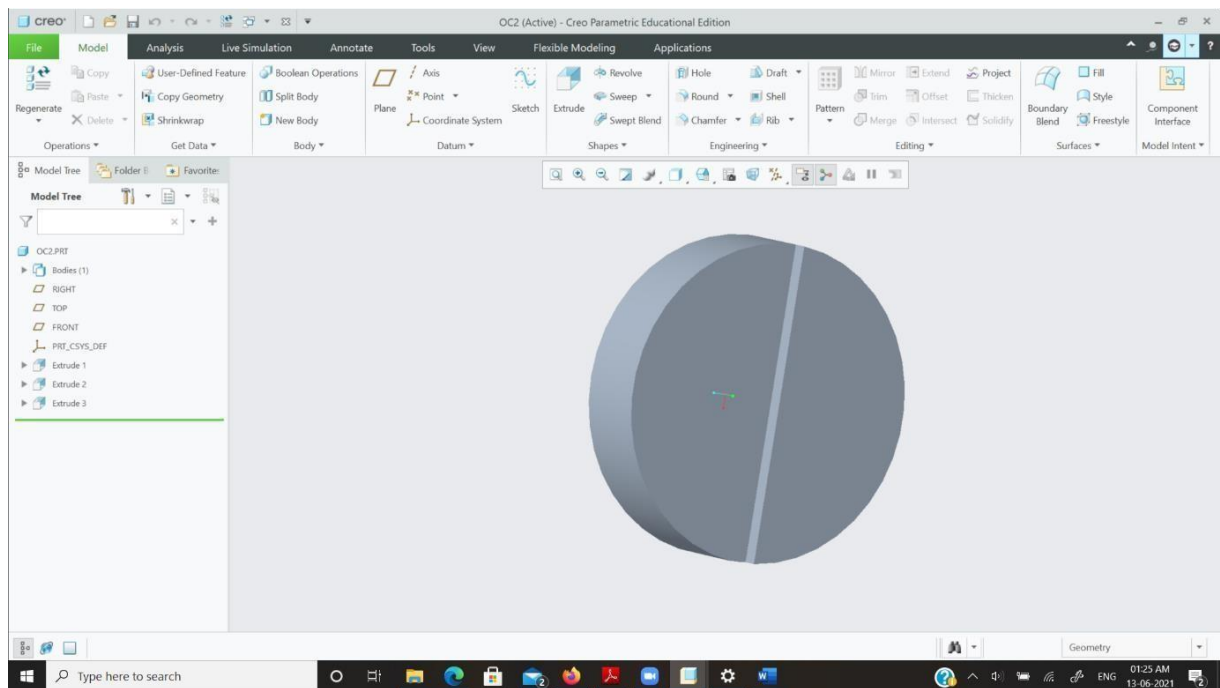 creo·
OC2 (Active) - Creo Parametric Educational Edition
File Model Analysis Live Simulation Annotate Tools View Flexible Modeling Applications
Regenerate
Copy
Paste
Delete
Operations
User-Defined Feature
Copy Geometry
Shrinkwrap
Get Data
Boolean Operations
Split Body
New Body
Body
Plane
Axis
Point
Coordinate System
Datum
Sketch
Extrude
Revolve
Sweep
Swept Blend
Shapes
Hole
Round
Chamfer
Draft
Shell
Rib
Engineering
Pattern
Mirror
Trim
Merge
Extend
Offset
Intersect
Project
Thicken
Solidify
Editing
Boundary
Blend
Fill
Style
Freestyle
Surfaces
Component
Interface
Model Intent
Model Tree
Folder
Favorite
Model Tree
OC2.PRT
Bodies (1)
RIGHT
TOP
FRONT
PRT_CSYS_DEF
Extrude 1
Extrude 2
Extrude 3
Geometry
Type here to search
ENG
01:25 AM
13-06-2021